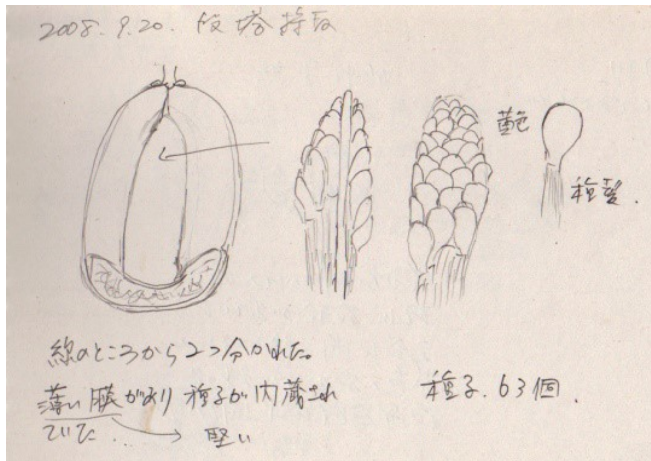 2008. 9. 20.
種髪.
線のところから2つ分かれた。
薄い膜があり 種子が内蔵され
ていた. → 堅い
種子. 63個.